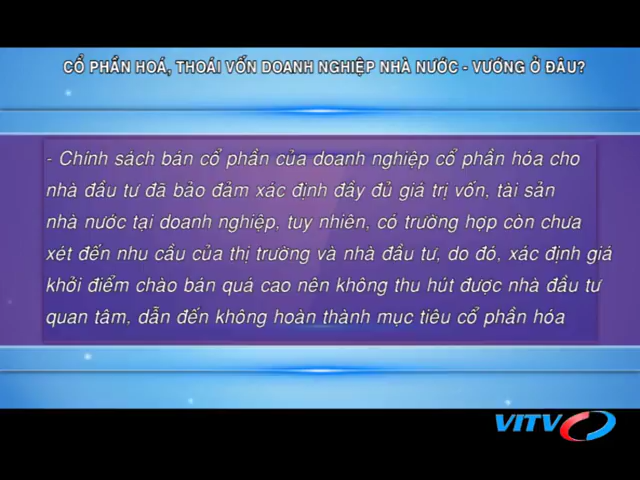 CỔ PHẦN HOÁ, THOÁI VỐN DOANH NGHIỆP NHÀ NƯỚC - VƯỚNG Ở ĐÂU?
- Chính sách bán cổ phần của doanh nghiệp cổ phần hóa cho
nhà đầu tư đã bảo đảm xác định đầy đủ giá trị vốn, tài sản
nhà nước tại doanh nghiệp, tuy nhiên, có trường hợp còn chưa
xét đến nhu cầu của thị trường và nhà đầu tư, do đó, xác định giá
khởi điểm chào bán quá cao nên không thu hút được nhà đầu tư
quan tâm, dẫn đến không hoàn thành mục tiêu cổ phần hóa
VITV